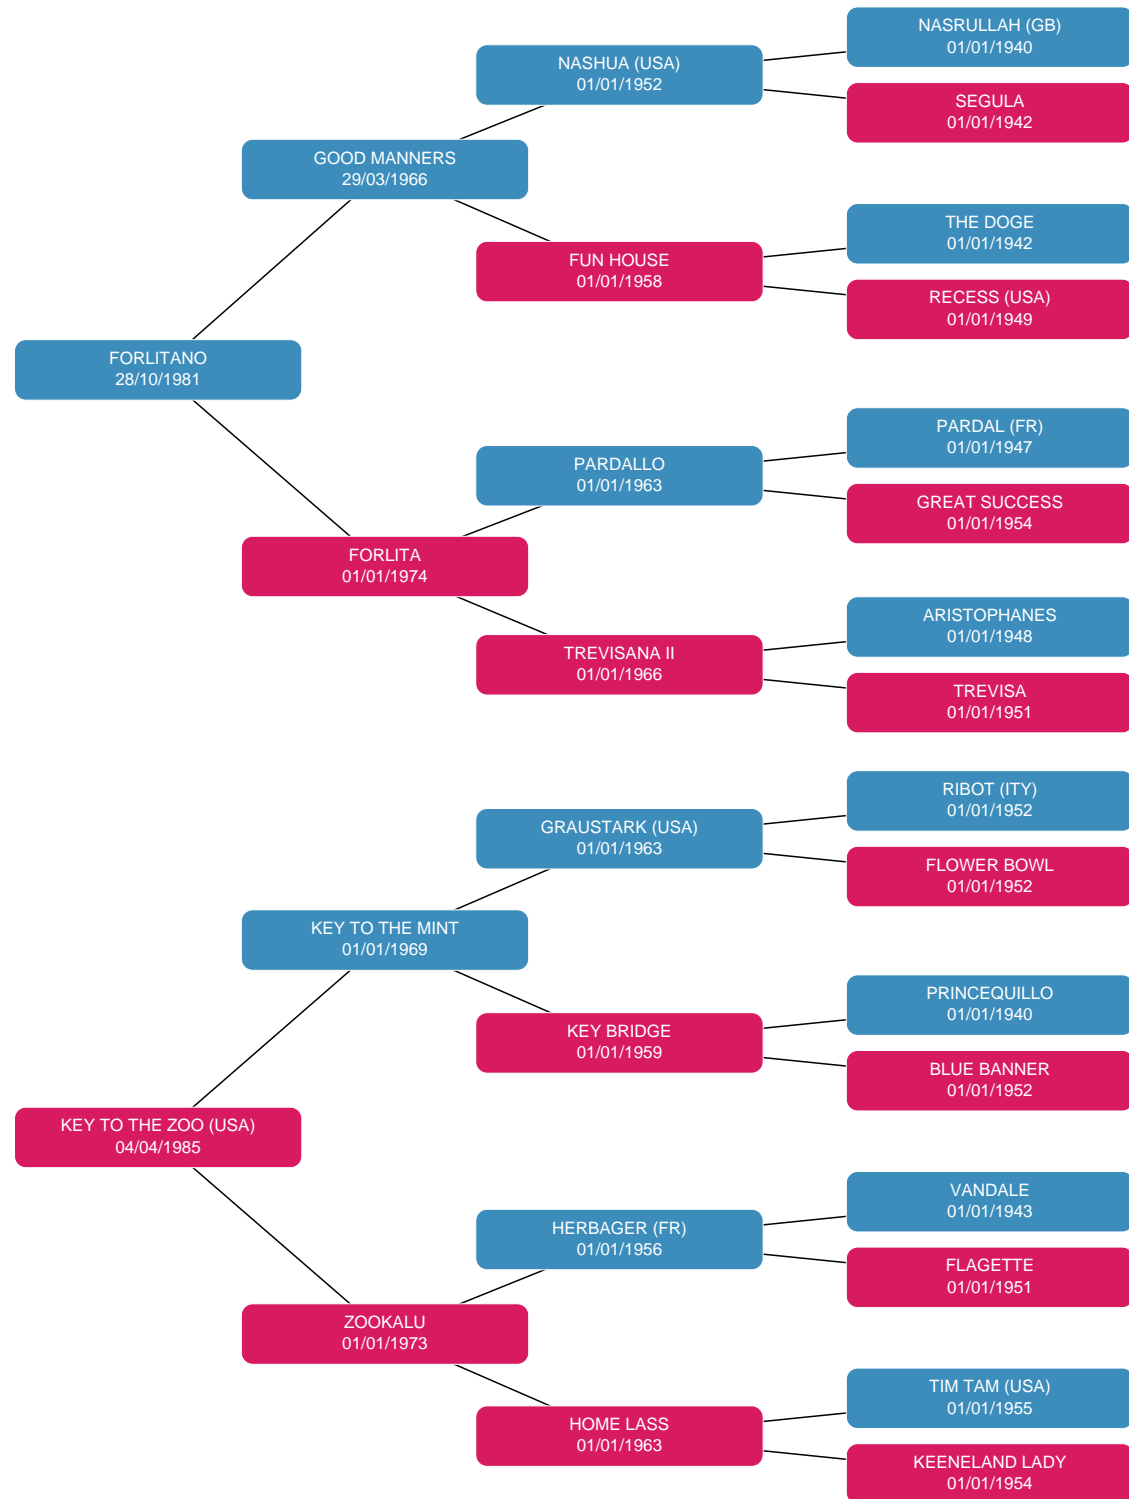 NASRULLAH (GB)
01/01/1940
NASHUA (USA)
01/01/1952
SEGULA
01/01/1942
GOOD MANNERS
29/03/1966
THE DOGE
01/01/1942
FUN HOUSE
01/01/1958
RECESS (USA)
01/01/1949
FORLITANO
28/10/1981
PARDAL (FR)
01/01/1947
PARDALLO
01/01/1963
GREAT SUCCESS
01/01/1954
FORLITA
01/01/1974
ARISTOPHANES
01/01/1948
TREVISANA II
01/01/1966
TREVISA
01/01/1951
RIBOT (ITY)
01/01/1952
GRAUSTARK (USA)
01/01/1963
FLOWER BOWL
01/01/1952
KEY TO THE MINT
01/01/1969
PRINCEQUILLO
01/01/1940
KEY BRIDGE
01/01/1959
BLUE BANNER
01/01/1952
KEY TO THE ZOO (USA)
04/04/1985
VANDALE
01/01/1943
HERBAGER (FR)
01/01/1956
FLAGETTE
01/01/1951
ZOOKALU
01/01/1973
TIM TAM (USA)
01/01/1955
HOME LASS
01/01/1963
KEENELAND LADY
01/01/1954